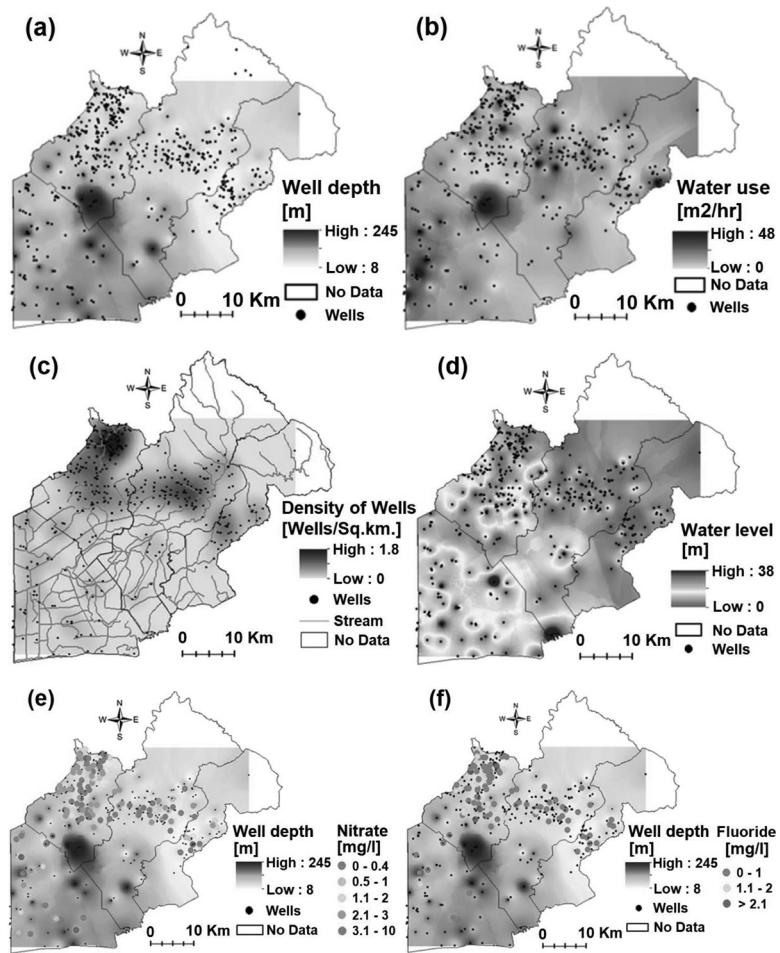 (a)
N
W E
S
Well depth
[m]
High : 245
Low : 8
No Data
0 10 Km
Wells
(b)
N
W E
S
Water use
[m2/hr]
High : 48
Low : 0
No Data
0 10 Km
Wells
(c)
N
W E
S
Density of Wells
[Wells/Sq.km.]
High : 1.8
Low : 0
Wells
Stream
No Data
0 10 Km
(d)
N
W E
S
Water level
[m]
High : 38
Low : 0
No Data
Wells
0 10 Km
(e)
N
W E
S
Well depth
[m]
High : 245
Low : 8
Wells
No Data
Nitrate
[mg/l]
0 - 0.4
0.5 - 1
1.1 - 2
2.1 - 3
3.1 - 10
0 10 Km
(f)
N
W E
S
Well depth
[m]
High : 245
Low : 8
Wells
No Data
Fluoride
[mg/l]
0 - 1
1.1 - 2
> 2.1
0 10 Km